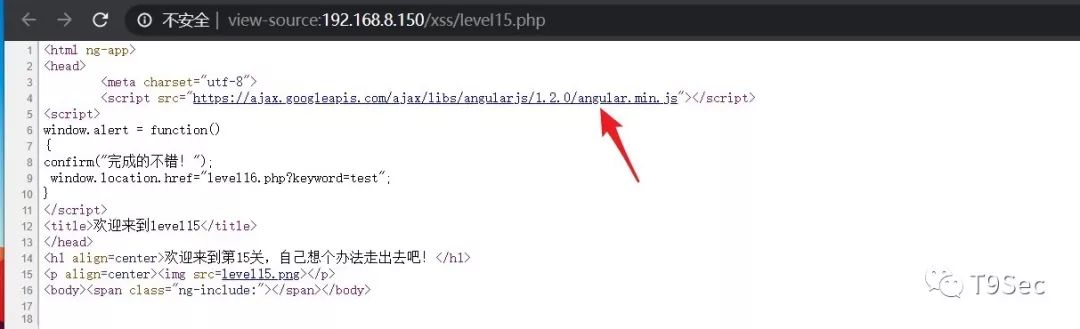 不安全 | view-source:192.168.8.150/xss/level15.php
1 <html ng-app>
2 <head>
3 <meta charset="utf-8">
4 <script src="https://ajax.googleapis.com/ajax/libs/angularjs/1.2.0/angular.min.js"></script>
5 <script>
6 window.alert = function()
7 {
8 confirm("完成的不错！");
9 window.location.href="level16.php?keyword=test";
10 }
11 </script>
12 <title>欢迎来到level15</title>
13 </head>
14 <h1 align=center>欢迎来到第15关，自己想个办法走出去吧！</h1>
15 <p align=center><img src=level15.png></p>
16 <body><span class="ng-include:"></span></body>
17
18
T9Sec